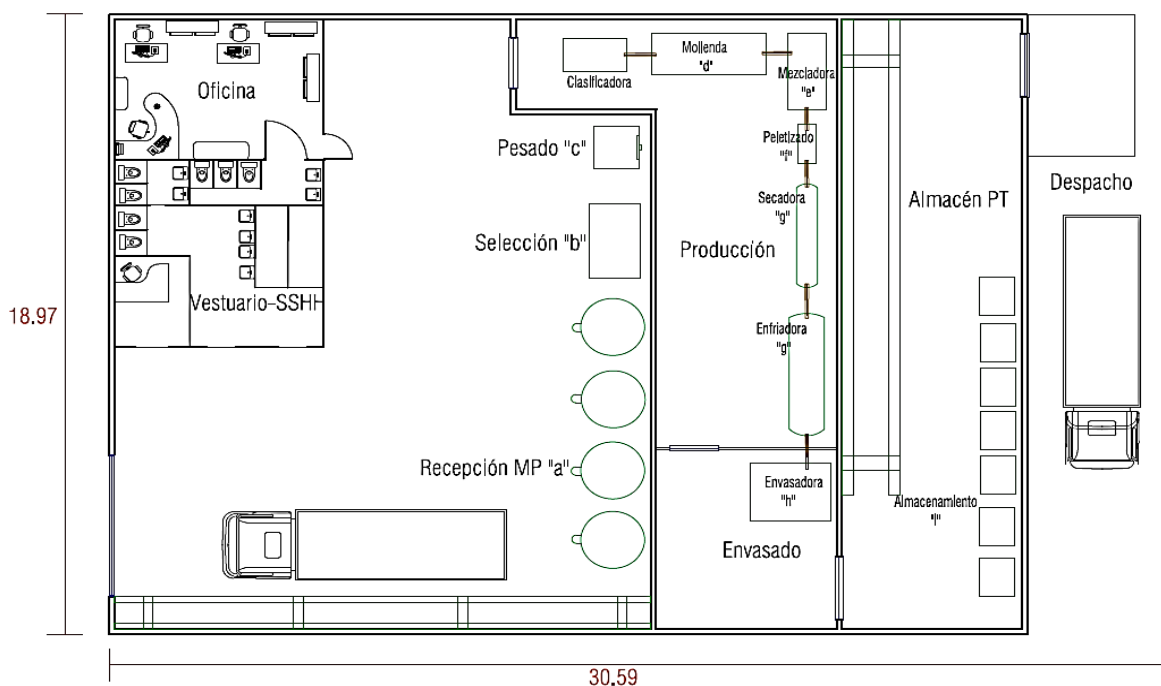 Oficina
Clasificadora
Mollenda
"d"
Mezcladora
"e"
Pesado "c"
Peletizado
"f"
Despacho
Selección "b"
Secadora
"g"
Producción
Almacén PT
Vestuario-SSHH
18.97
Enfriadora
"g"
Recepción MP "a"
Envasadora
"h"
Almacenamiento
"I"
Envasado
30.59